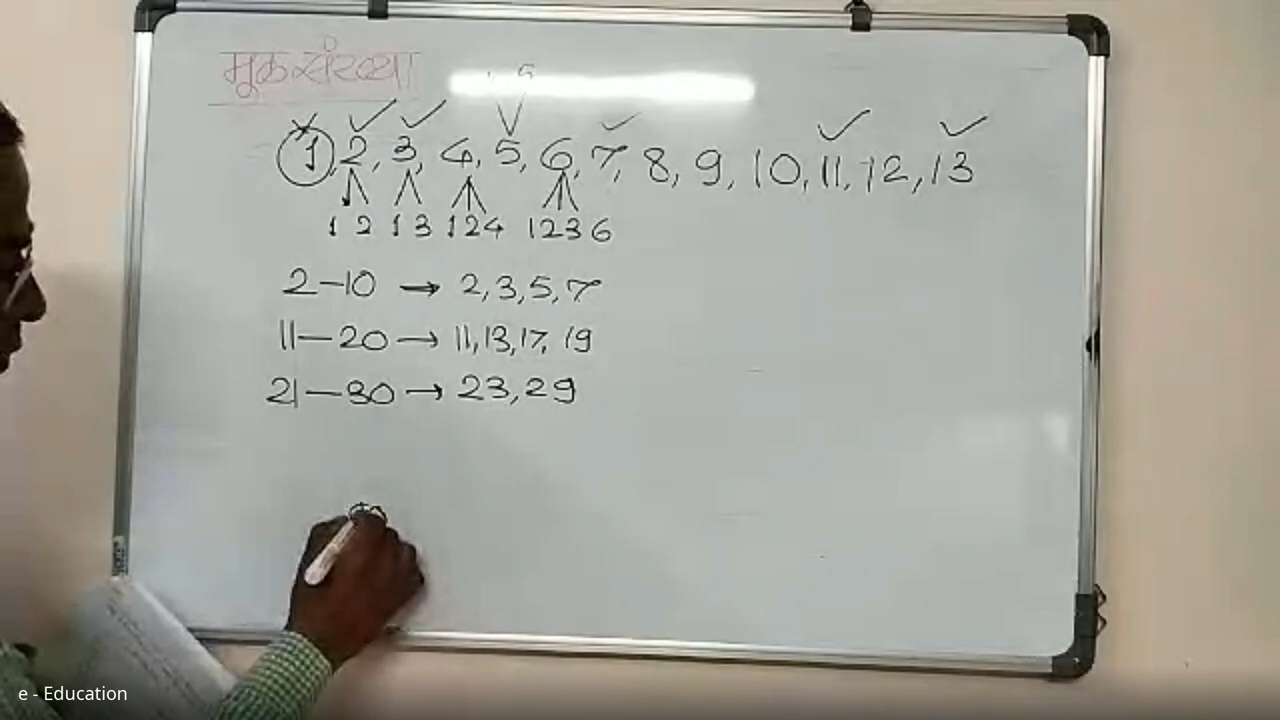 मूळ संख्या
1, 2, 3, 4, 5, 6, 7, 8, 9, 10, 11, 12, 13
1 2 1 3 1 2 4 1 2 3 6
2-10 → 2, 3, 5, 7
11-20 → 11, 13, 17, 19
21-30 → 23, 29
e - Education